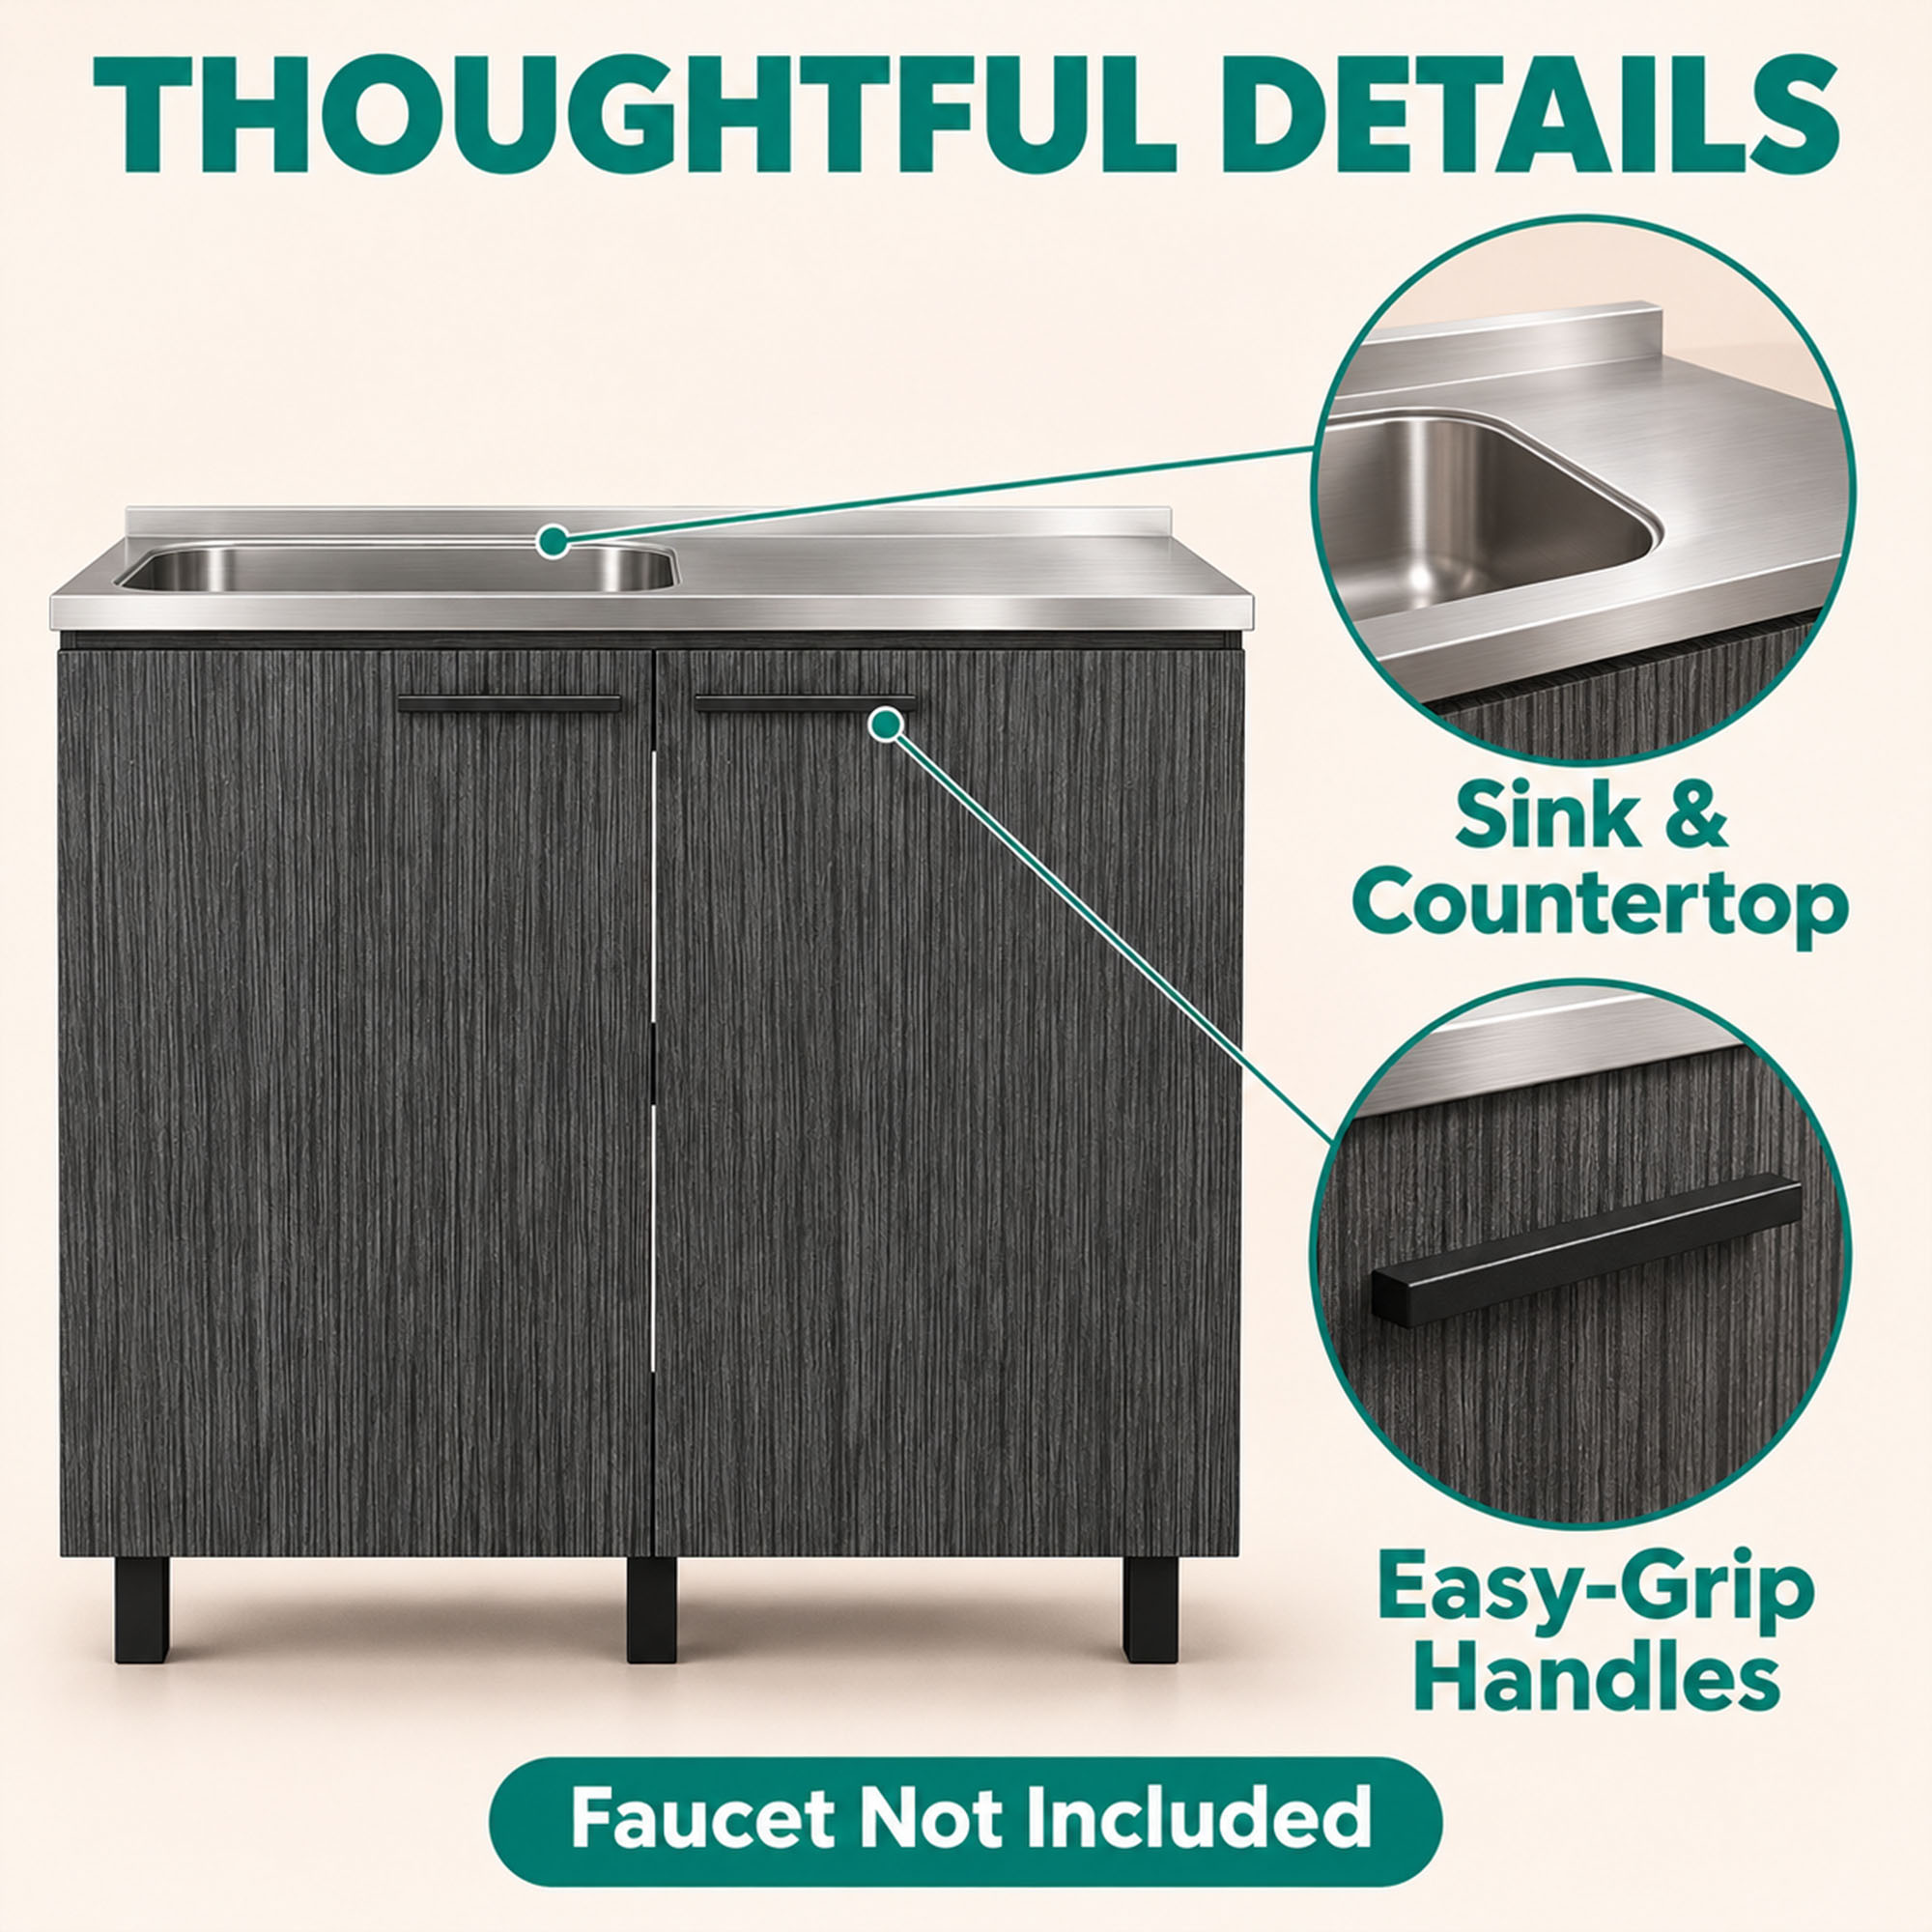 THOUGHTFUL DETAILS
Sink &
Countertop
Easy-Grip
Handles
Faucet Not Included